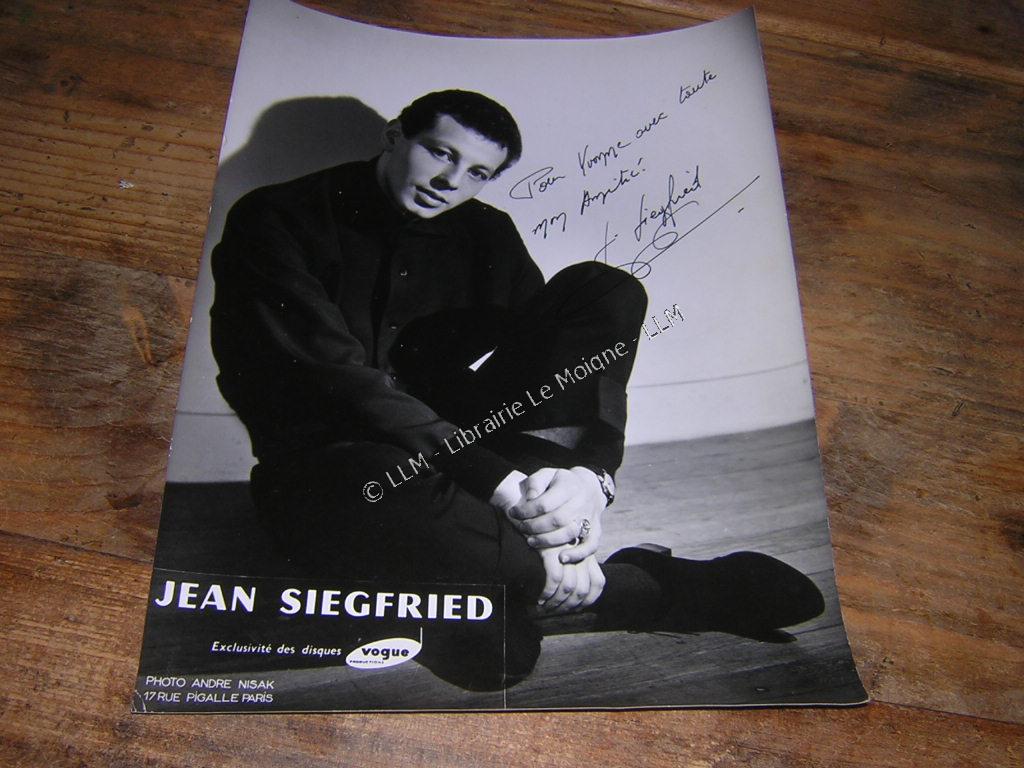 Pour Yvonne avec toute
mon Amitié.
J. Siegfried
© LLM - Librairie Le Moigne - LLM
JEAN SIEGFRIED
Exclusivité des disques vogue
PRODUCTIONS
PHOTO ANDRE NISAK
17 RUE PIGALLE PARIS